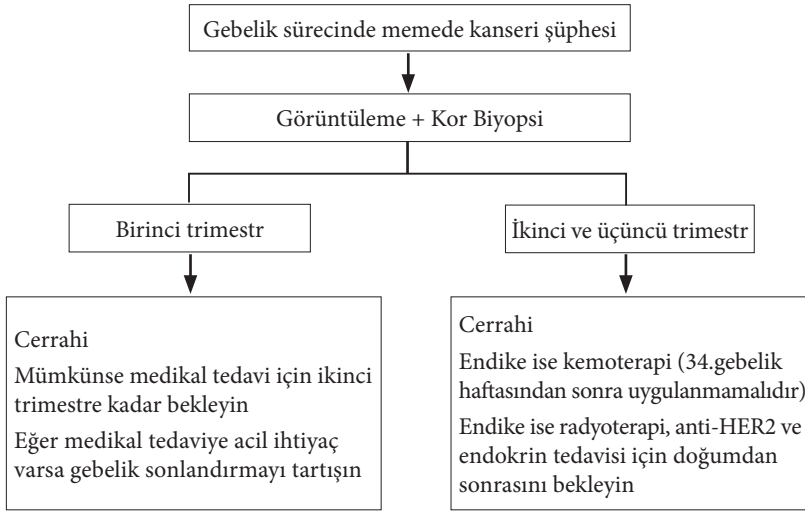 Gebelik sürecinde memede kanseri şüphesi
Görüntüleme + Kor Biyopsi
Birinci trimestr
İkinci ve üçüncü trimestr
Cerrahi
Mümkünse medikal tedavi için ikinci
trimestre kadar bekleyin
Eğer medikal tedaviye acil ihtiyaç
varsa gebelik sonlandırmayı tartışın
Cerrahi
Endike ise kemoterapi (34.gebelik
haftasından sonra uygulanmamalıdır)
Endike ise radyoterapi, anti-HER2 ve
endokrin tedavisi için doğumdan
sonrasını bekleyin